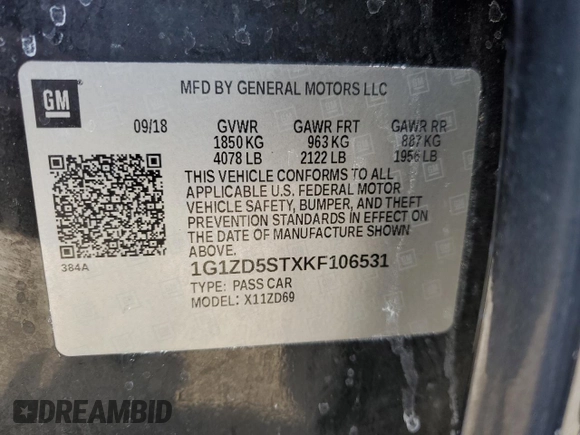 GM
MFD BY GENERAL MOTORS LLC
09/18 GVWR GAWR FRT GAWR RR
1850 KG 963 KG 887 KG
4078 LB 2122 LB 1956 LB
THIS VEHICLE CONFORMS TO ALL
APPLICABLE U.S. FEDERAL MOTOR
VEHICLE SAFETY, BUMPER, AND THEFT
PREVENTION STANDARDS IN EFFECT ON
THE DATE OF MANUFACTURE SHOWN
ABOVE.
384A
1G1ZD5STXKF106531
TYPE: PASS CAR
MODEL: X11ZD69
DREAMBID